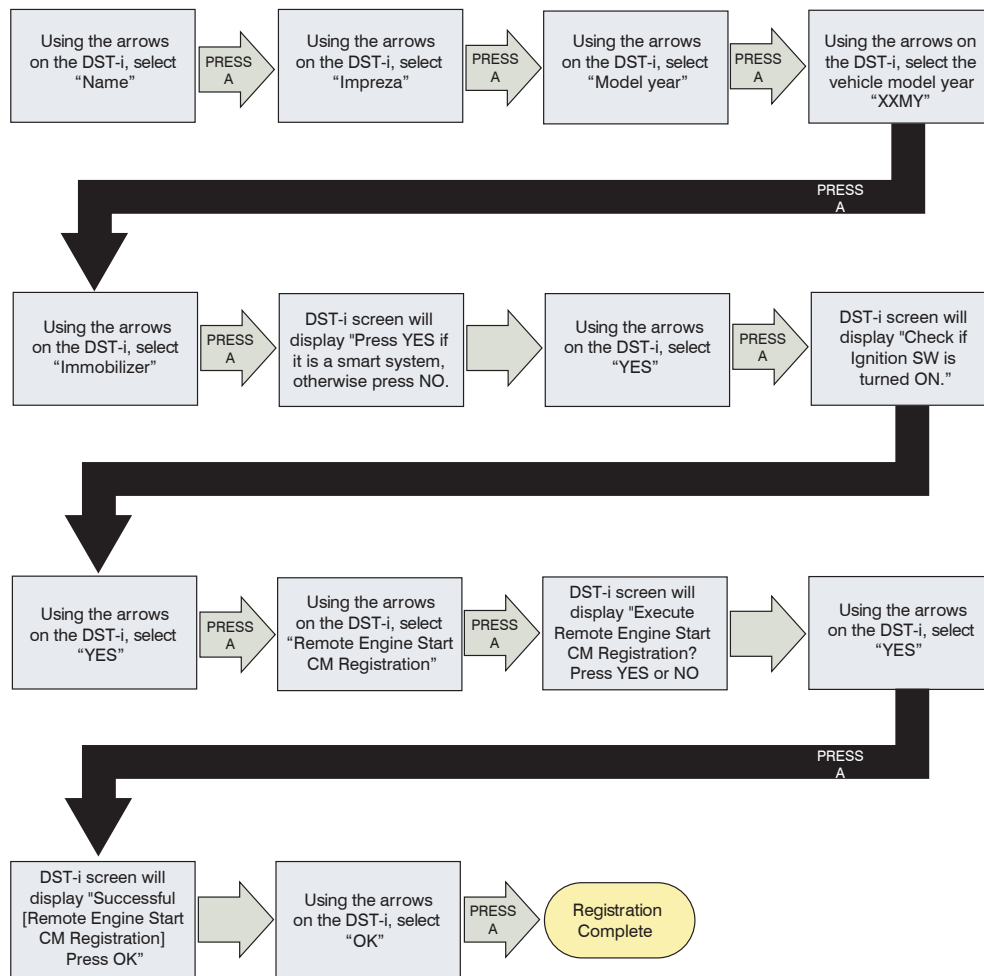 Using the arrows
on the DST-i, select
“Name”
PRESS
A
Using the arrows
on the DST-i, select
“Impreza”
PRESS
A
Using the arrows
on the DST-i, select
“Model year”
PRESS
A
Using the arrows on
the DST-i, select the
vehicle model year
“XXMY”
PRESS
A
Using the arrows
on the DST-i, select
“Immobilizer”
PRESS
A
DST-i screen will
display "Press YES if
it is a smart system,
otherwise press NO.
Using the arrows
on the DST-i, select
“YES”
PRESS
A
DST-i screen will
display "Check if
Ignition SW is
turned ON.”
Using the arrows
on the DST-i, select
“YES”
PRESS
A
Using the arrows
on the DST-i, select
“Remote Engine Start
CM Registration”
PRESS
A
DST-i screen will
display "Execute
Remote Engine Start
CM Registration?
Press YES or NO
Using the arrows
on the DST-i, select
“YES”
PRESS
A
DST-i screen will
display "Successful
[Remote Engine Start
CM Registration]
Press OK”
Using the arrows
on the DST-i, select
“OK”
PRESS
A
Registration
Complete